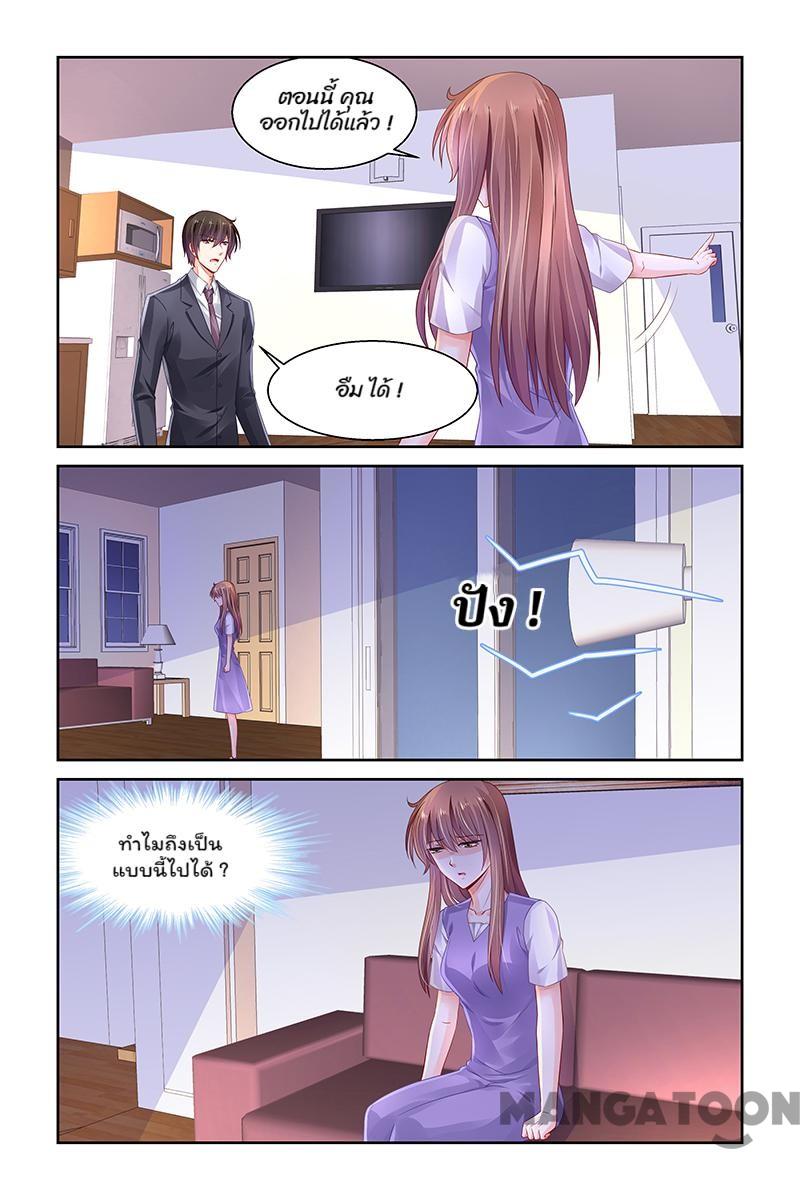 ตอนนี้ คุณ
ออกไปได้แล้ว !
อืม ได้ !
ปัง !
ทำไมถึงเป็น
แบบนี้ไปได้ ?
MANGATOON